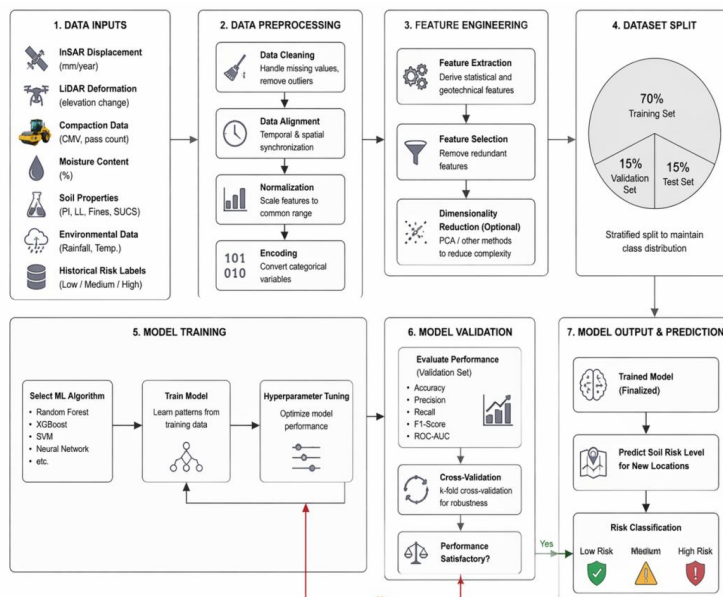 1. DATA INPUTS
InSAR Displacement
(mm/year)
LiDAR Deformation
(elevation change)
Compaction Data
(CMV, pass count)
Moisture Content
(%)
Soil Properties
(PI, LL, Fines, SUCS)
Environmental Data
(Rainfall, Temp.)
Historical Risk Labels
(Low / Medium / High)
2. DATA PREPROCESSING
Data Cleaning
Handle missing values,
remove outliers
Data Alignment
Temporal & spatial
synchronization
Normalization
Scale features to
common range
101
010
Encoding
Convert categorical
variables
3. FEATURE ENGINEERING
Feature Extraction
Derive statistical and
geotechnical features
Feature Selection
Remove redundant
features
Dimensionality
Reduction (Optional)
PCA / other methods
to reduce complexity
4. DATASET SPLIT
70%
Training Set
15%
Validation
Set
15%
Test Set
Stratified split to maintain
class distribution
5. MODEL TRAINING
Select ML Algorithm
• Random Forest
• XGBoost
• SVM
• Neural Network
• etc.
Train Model
Learn patterns from
training data
Hyperparameter Tuning
Optimize model
performance
6. MODEL VALIDATION
Evaluate Performance
(Validation Set)
• Accuracy
• Precision
• Recall
• F1-Score
• ROC-AUC
Cross-Validation
k-fold cross-validation
for robustness
Performance
Satisfactory?
Yes
7. MODEL OUTPUT & PREDICTION
Trained Model
(Finalized)
Predict Soil Risk Level
for New Locations
Risk Classification
Low Risk
Medium
High Risk